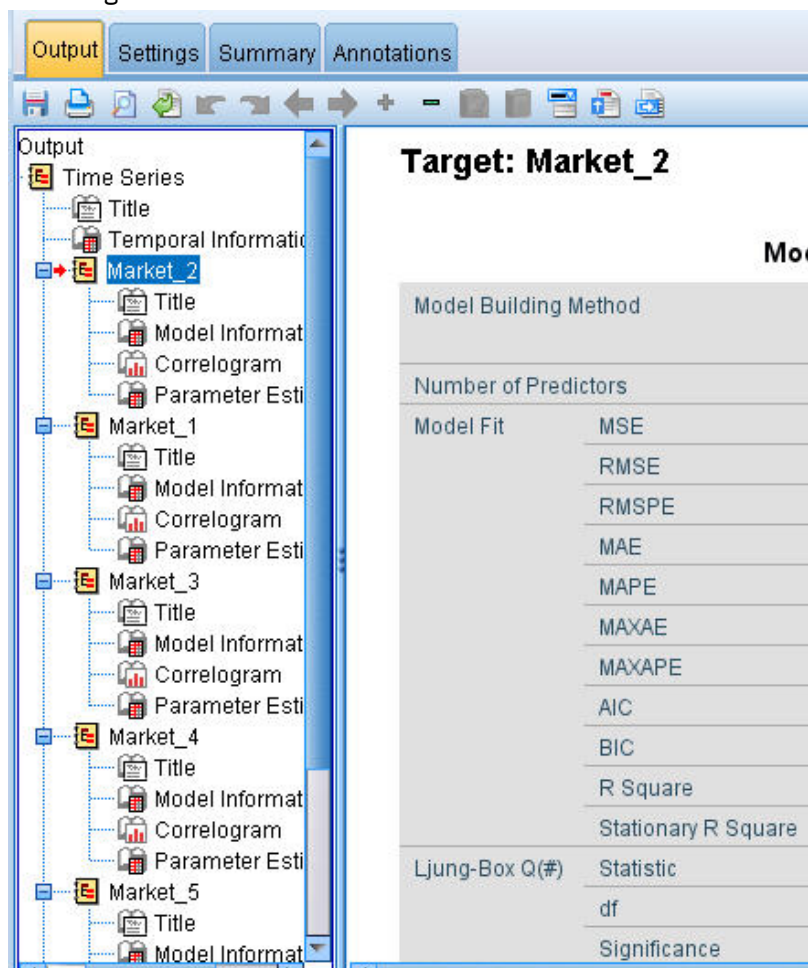 Output Settings Summary Annotations
Output
Time Series
Title
Temporal Informatic
Market_2
Title
Model Informat
Correlogram
Parameter Esti
Market_1
Title
Model Informat
Correlogram
Parameter Esti
Market_3
Title
Model Informat
Correlogram
Parameter Esti
Market_4
Title
Model Informat
Correlogram
Parameter Esti
Market_5
Title
Model Informat
Target: Market_2
Mod
Model Building Method
Number of Predictors
Model Fit MSE
RMSE
RMSPE
MAE
MAPE
MAXAE
MAXAPE
AIC
BIC
R Square
Stationary R Square
Ljung-Box Q(#) Statistic
df
Significance